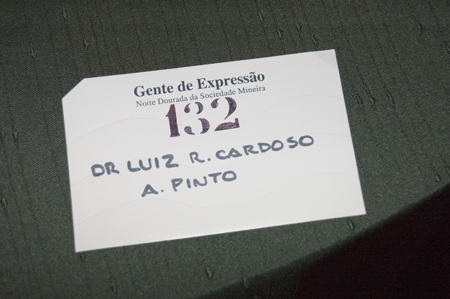 Gente de Expressão
Noite Dourada da Sociedade Mineira
132
DR LUIZ R. CARDOSO
A. PINTO